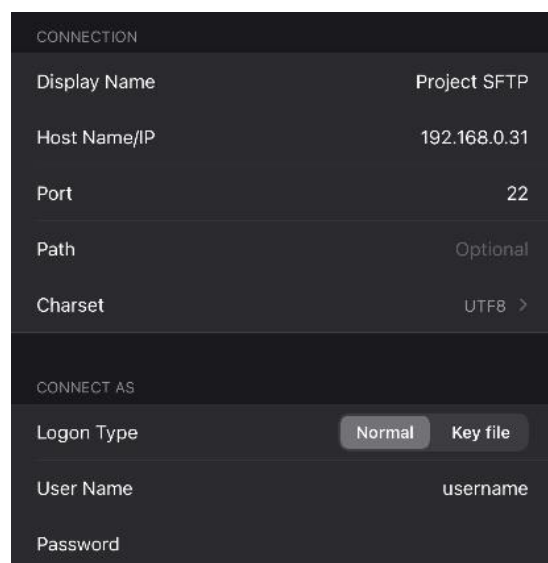 CONNECTION
Display Name Project SFTP
Host Name/IP 192.168.0.31
Port 22
Path Optional
Charset UTF8 >
CONNECT AS
Logon Type Normal Key file
User Name username
Password